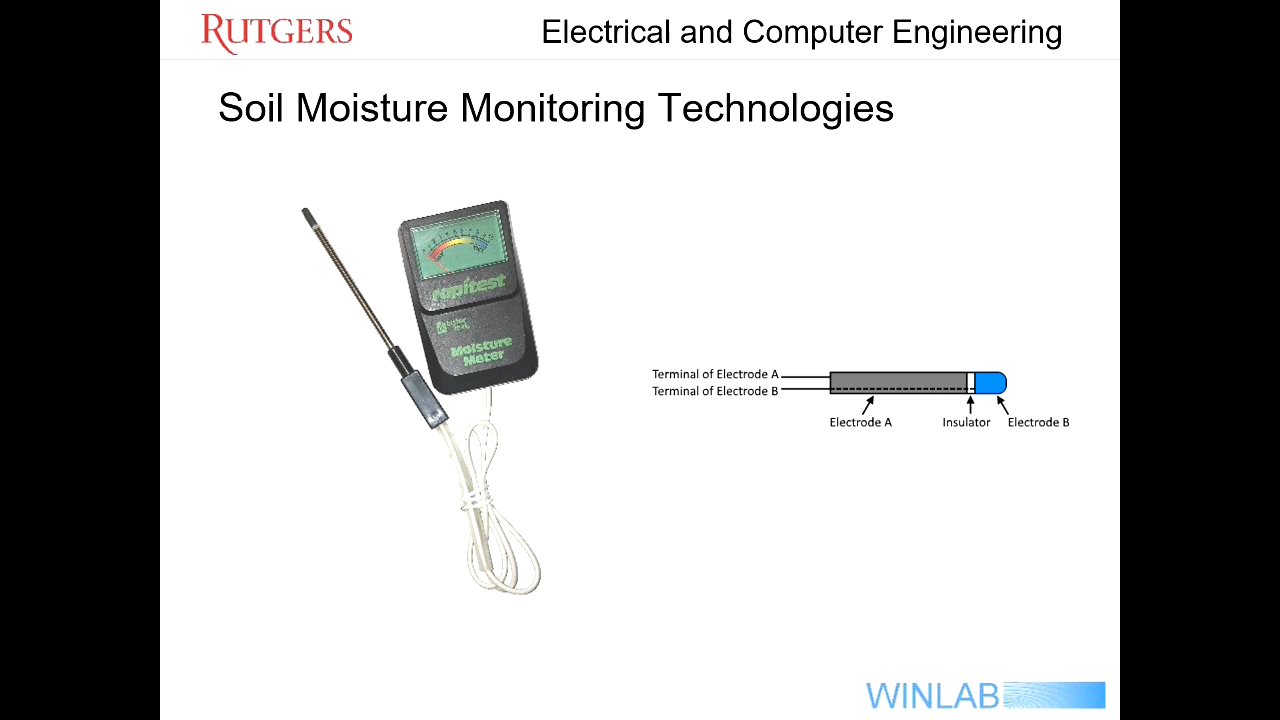 RUTGERS
Electrical and Computer Engineering
Soil Moisture Monitoring Technologies
rapitest
Moisture
Meter
Terminal of Electrode A
Terminal of Electrode B
Electrode A
Insulator
Electrode B
WINLAB